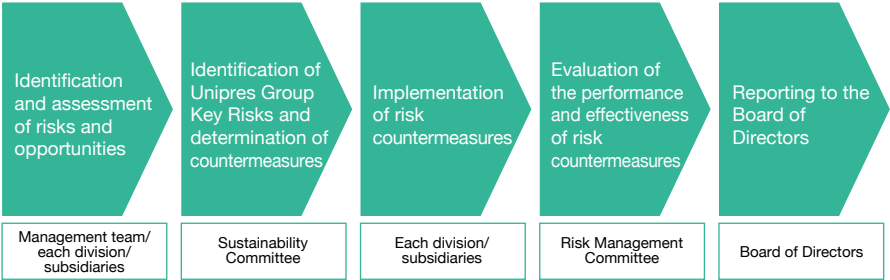 Identification
and assessment
of risks and
opportunities
Identification of
Unipres Group
Key Risks and
determination of
countermeasures
Implementation
of risk
countermeasures
Evaluation of
the performance
and effectiveness
of risk
countermeasures
Reporting to the
Board of
Directors
Management team/
each division/
subsidiaries
Sustainability
Committee
Each division/
subsidiaries
Risk Management
Committee
Board of Directors